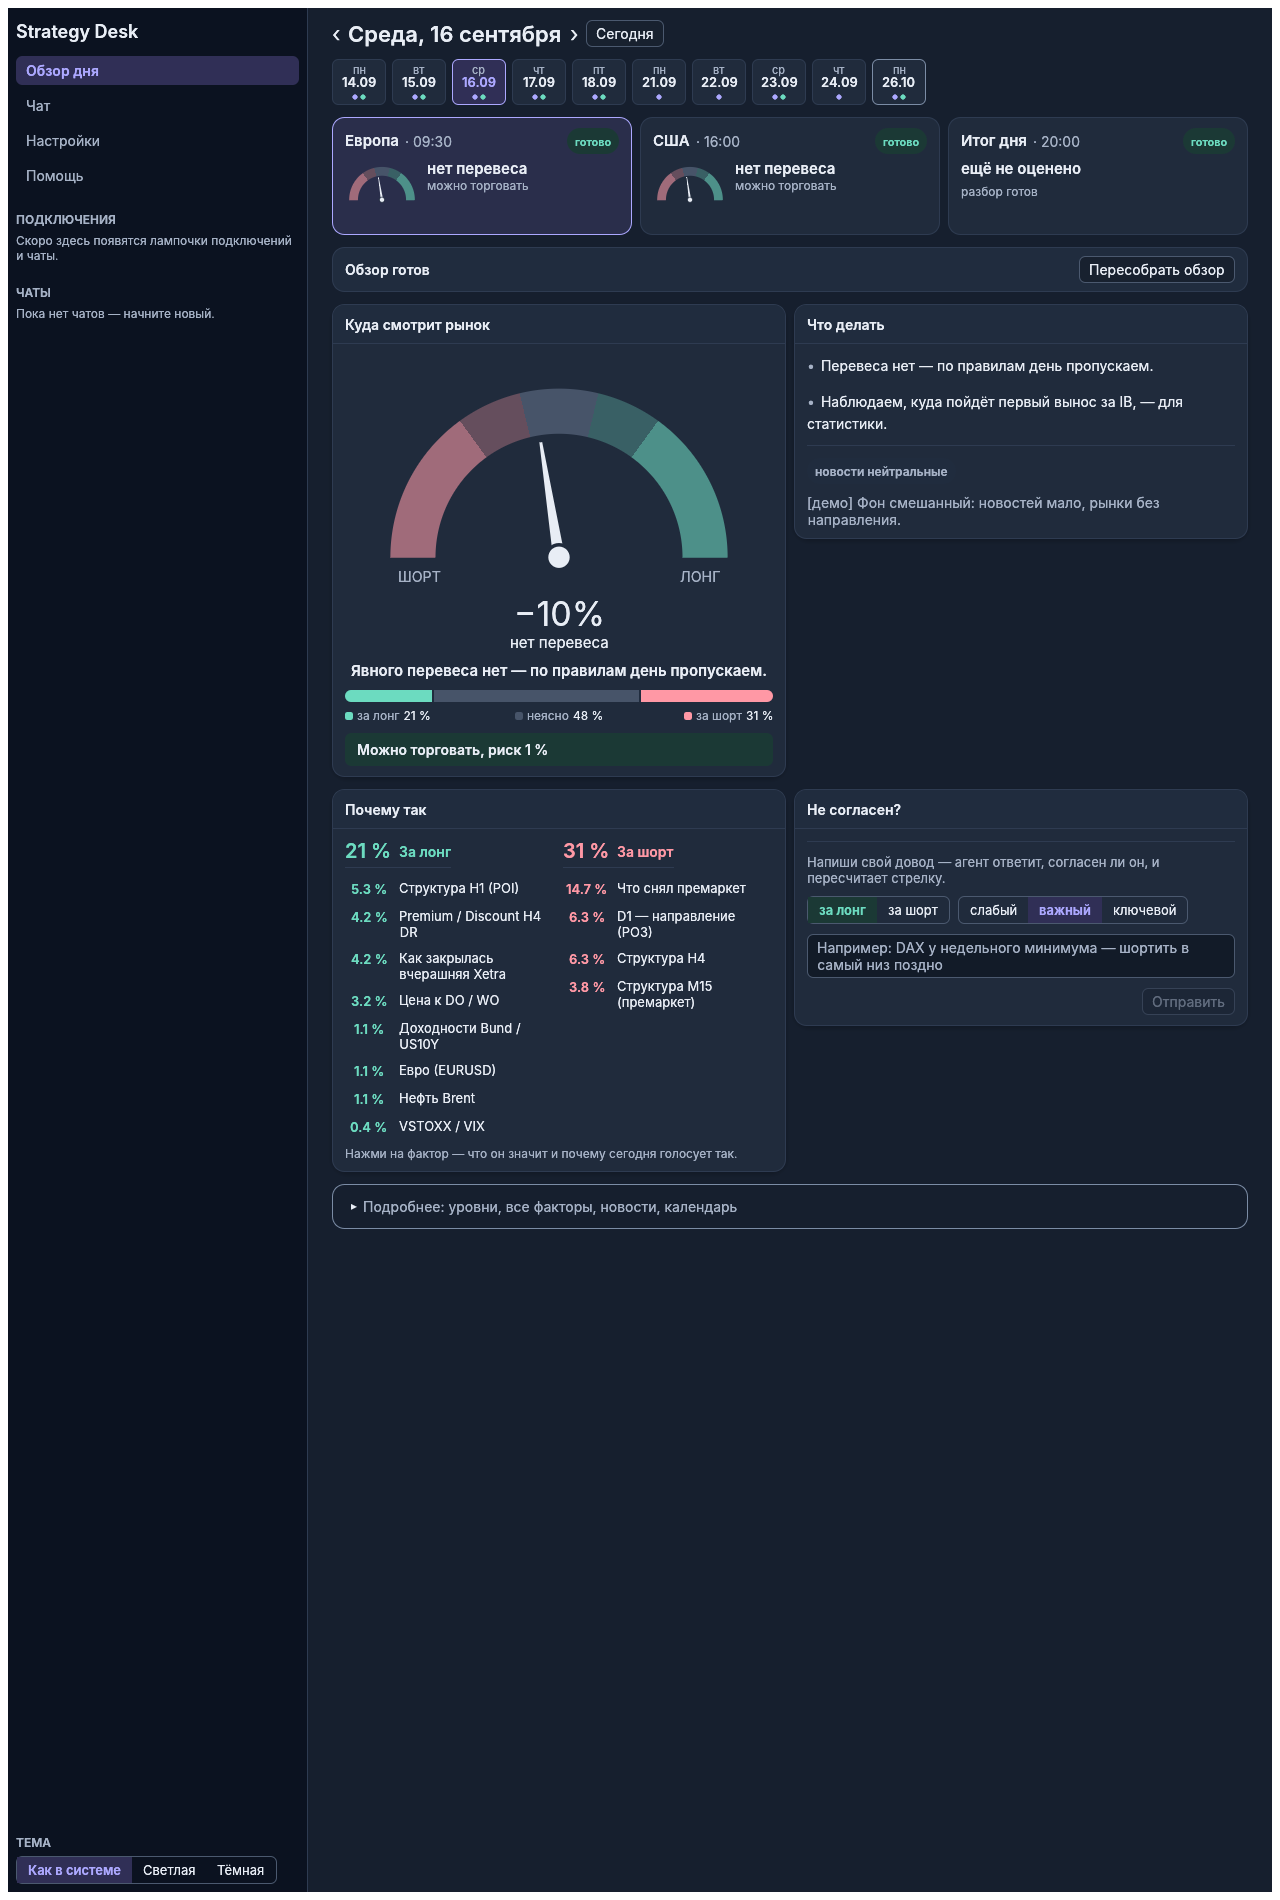 Strategy Desk
Обзор дня
Чат
Настройки
Помощь
ПОДКЛЮЧЕНИЯ
Скоро здесь появятся лампочки подключений
и чаты.
ЧАТЫ
Пока нет чатов — начните новый.
ТЕМА
Как в системе Светлая Тёмная
‹ Среда, 16 сентября › Сегодня
пн вт ср чт пт пн вт ср чт пн
14.09 15.09 16.09 17.09 18.09 21.09 22.09 23.09 24.09 26.10
Европа · 09:30 готово
нет перевеса
можно торговать
США · 16:00 готово
нет перевеса
можно торговать
Итог дня · 20:00 готово
ещё не оценено
разбор готов
Обзор готов Пересобрать обзор
Куда смотрит рынок
ШОРТ ЛОНГ
−10%
нет перевеса
Явного перевеса нет — по правилам день пропускаем.
за лонг 21 % неясно 48 % за шорт 31 %
Можно торговать, риск 1 %
Что делать
• Перевеса нет — по правилам день пропускаем.
• Наблюдаем, куда пойдёт первый вынос за IB, — для
статистики.
новости нейтральные
[демо] Фон смешанный: новостей мало, рынки без
направления.
Почему так
21 % За лонг
5.3 % Структура H1 (POI)
4.2 % Premium / Discount H4
DR
4.2 % Как закрылась
вчерашняя Xetra
3.2 % Цена к DO / WO
1.1 % Доходности Bund /
US10Y
1.1 % Евро (EURUSD)
1.1 % Нефть Brent
0.4 % VSTOXX / VIX
31 % За шорт
14.7 % Что снял премаркет
6.3 % D1 — направление
(PO3)
6.3 % Структура H4
3.8 % Структура M15
(премаркет)
Нажми на фактор — что он значит и почему сегодня голосует так.
Не согласен?
Напиши свой довод — агент ответит, согласен ли он, и
пересчитает стрелку.
за лонг за шорт слабый важный ключевой
Например: DAX у недельного минимума — шортить в
самый низ поздно
Отправить
▸ Подробнее: уровни, все факторы, новости, календарь